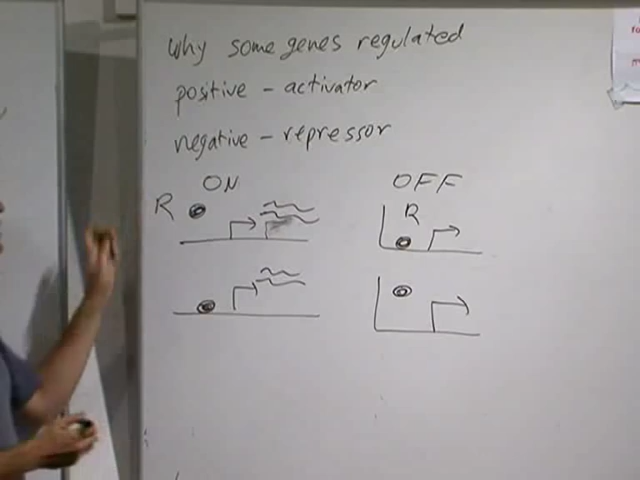 why some genes regulated
positive – activator
negative – repressor
ON OFF
R R